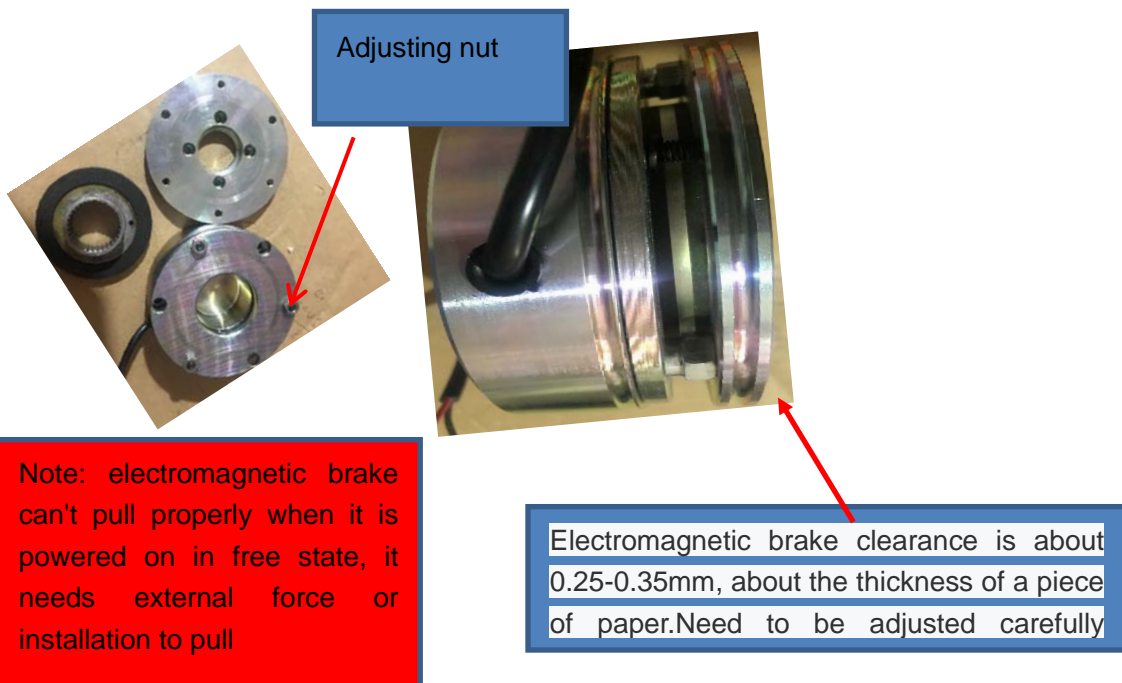 Adjusting nut
Note: electromagnetic brake
can't pull properly when it is
powered on in free state, it
needs external force or
installation to pull
Electromagnetic brake clearance is about
0.25-0.35mm, about the thickness of a piece
of paper.Need to be adjusted carefully